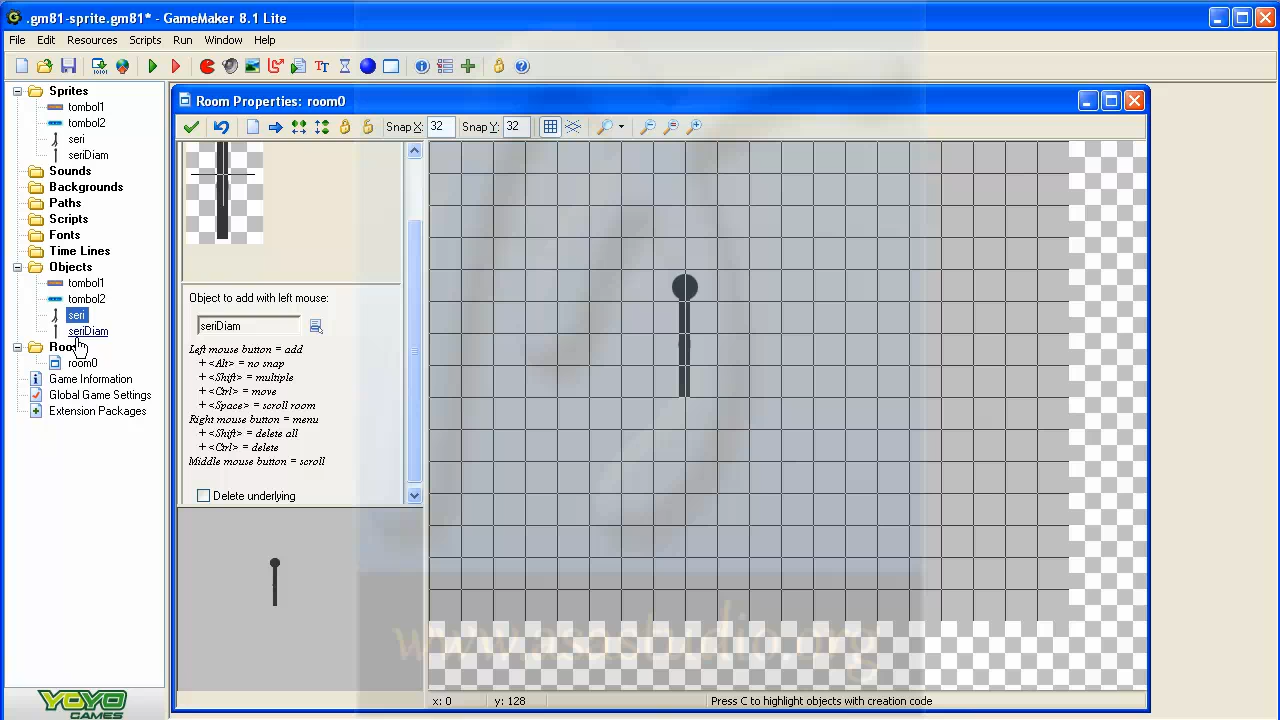 .gm81-sprite.gm81* - GameMaker 8.1 Lite
File Edit Resources Scripts Run Window Help
Sprites
tombol1
tombol2
seri
seriDiam
Sounds
Backgrounds
Paths
Scripts
Fonts
Time Lines
Objects
tombol1
tombol2
seri
seriDiam
room0
Game Information
Global Game Settings
Extension Packages
YOYO
GAMES
Room Properties: room0
Snap X: 32 Snap Y: 32
Object to add with left mouse:
seriDiam
Left mouse button = add
+ <Alt> = no snap
+ <Shift> = multiple
+ <Ctrl> = move
+ <Space> = scroll room
Right mouse button = menu
+ <Shift> = delete all
+ <Ctrl> = delete
Middle mouse button = scroll
Delete underlying
www.asastudio.org
x: 0 y: 128 Press C to highlight objects with creation code